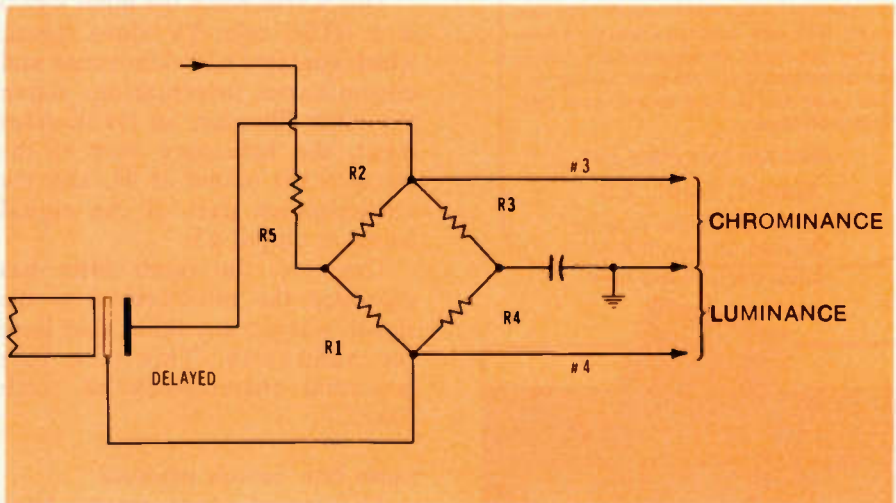 R2
#3
R3
CHROMINANCE
R5
LUMINANCE
R4
R1
DELAYED
#4